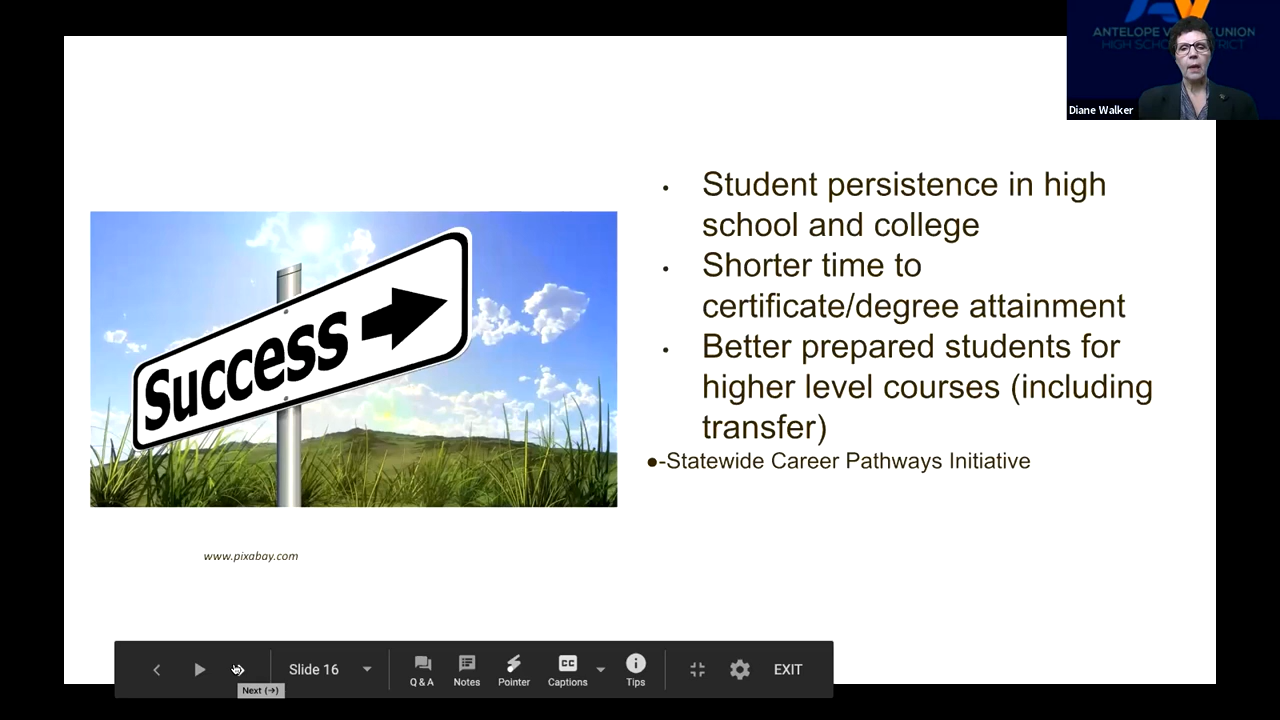 ANTELOPE V UNION
HIGH SCHOOL DISTRICT
Diane Walker
• Student persistence in high
school and college
• Shorter time to
certificate/degree attainment
• Better prepared students for
higher level courses (including
transfer)
●-Statewide Career Pathways Initiative
Success
www.pixabay.com
Slide 16
Q & A
Notes
Pointer
CC
Captions
Tips
EXIT
Next (→)